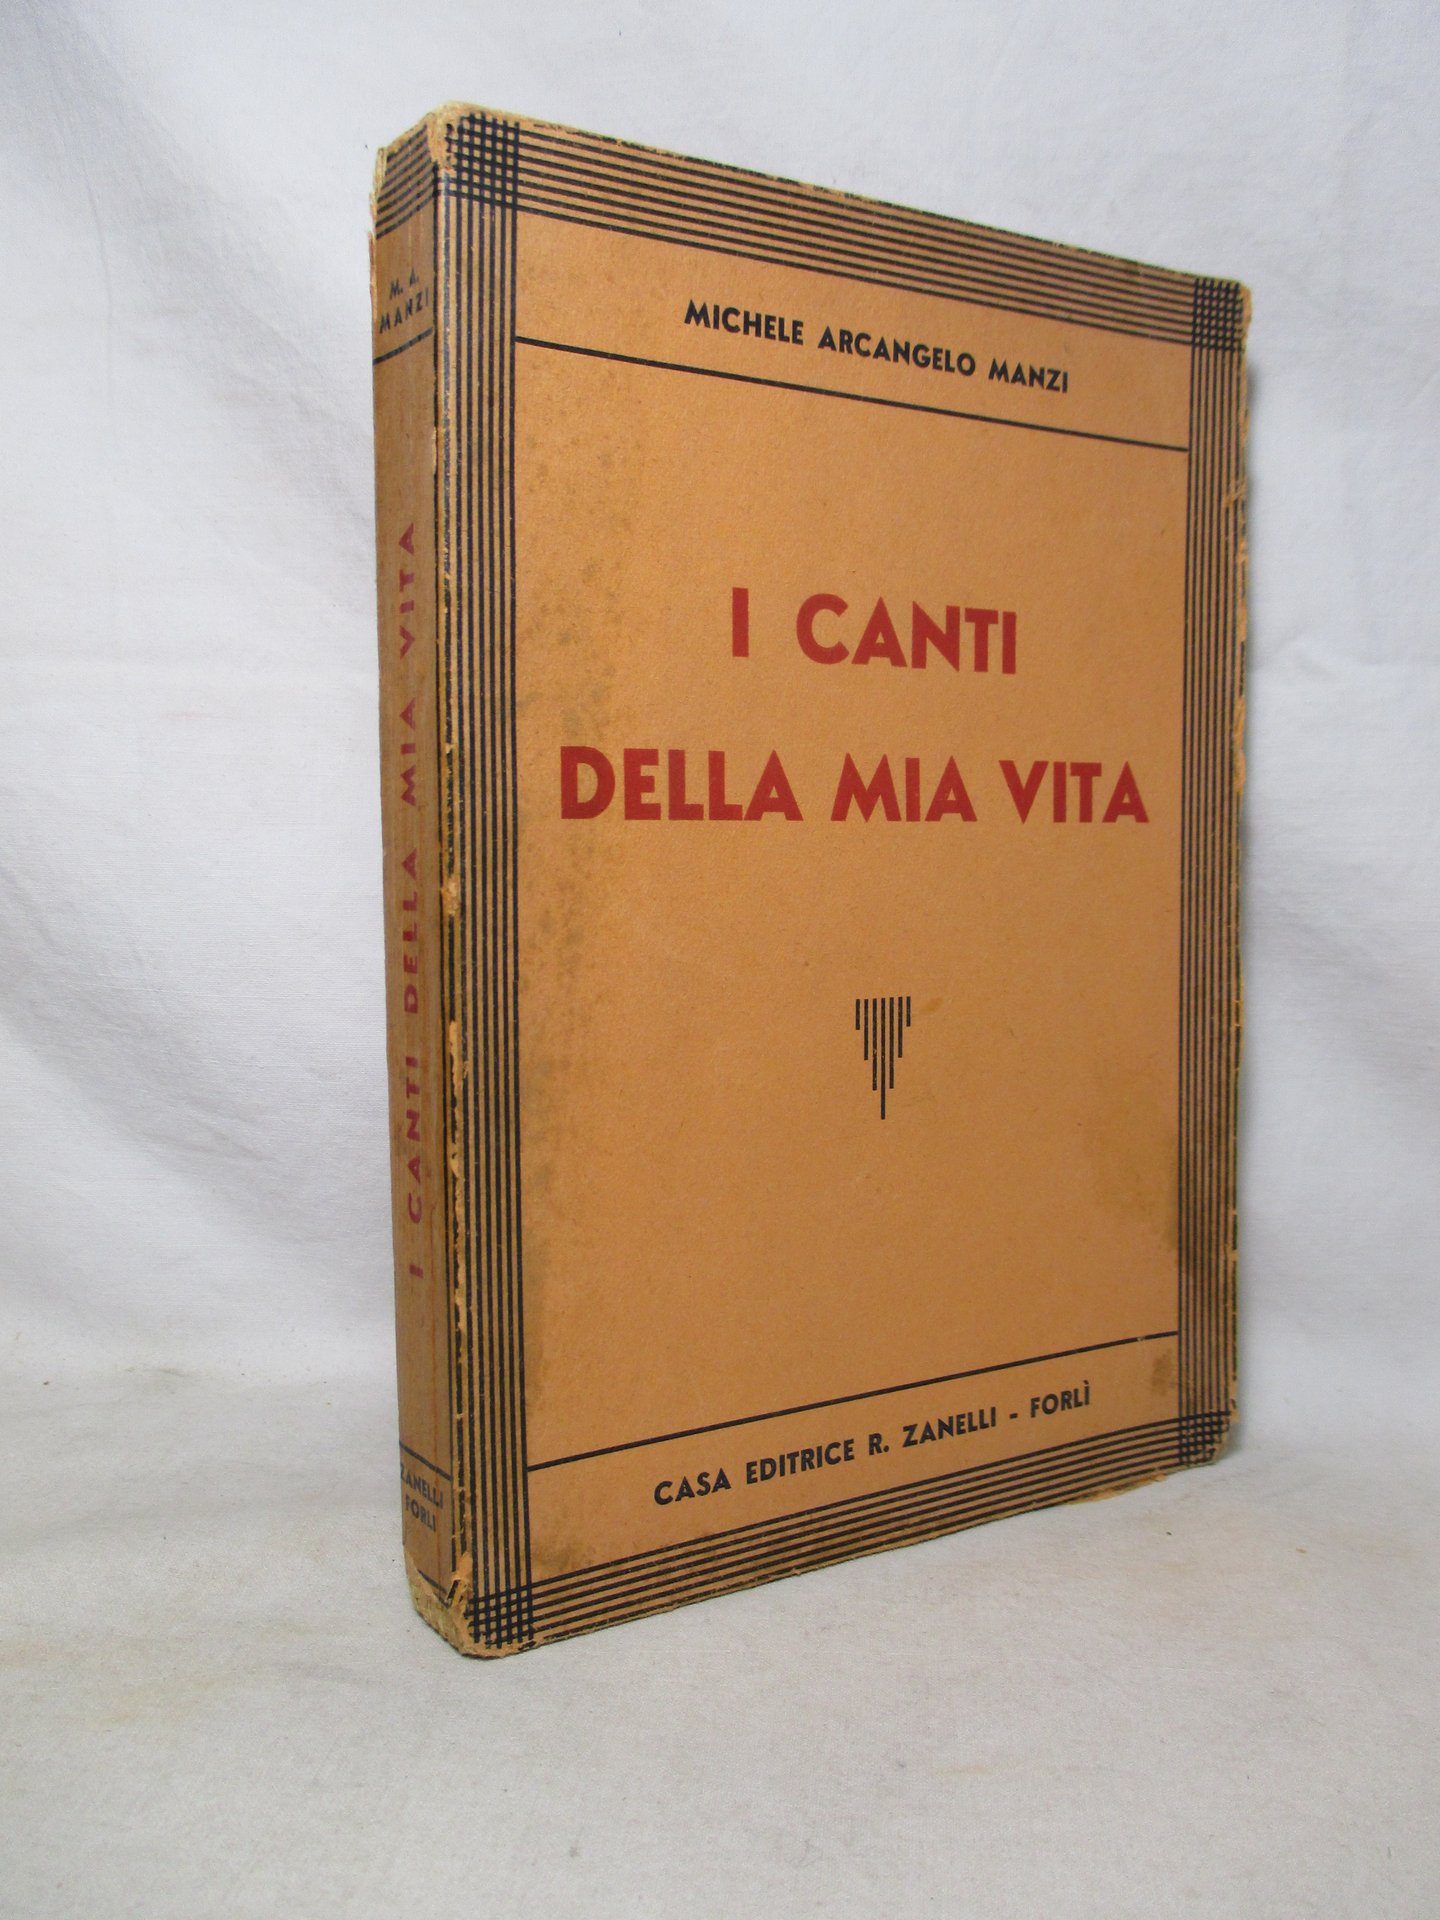 M. A.
MANZI
I CANTI DELLA MIA VITA
ZANELLI
FORLÌ
MICHELE ARCANGELO MANZI
I CANTI
DELLA MIA VITA
CASA EDITRICE R. ZANELLI - FORLÌ